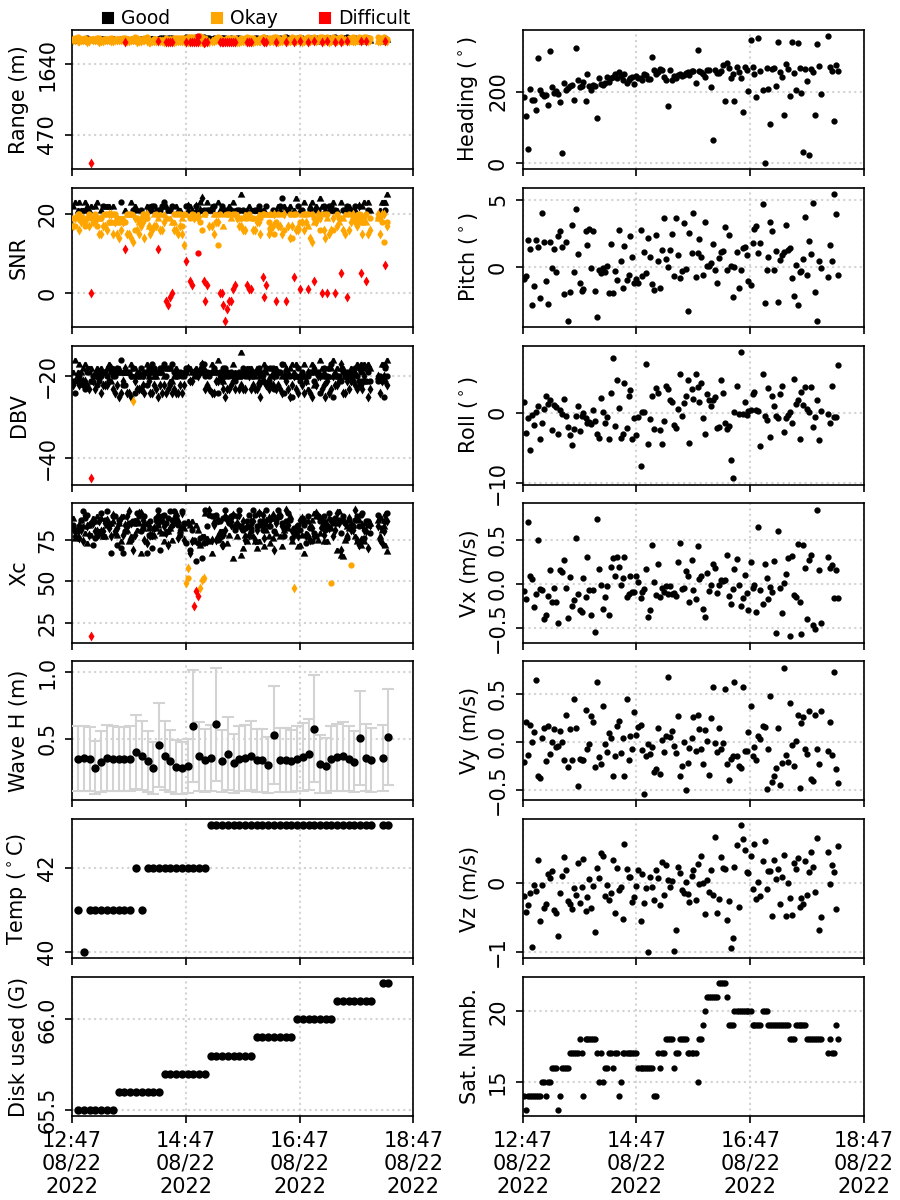 Good Okay Difficult
Range (m)
1640
470
Heading (°)
200
0
SNR
20
0
Pitch (°)
5
0
DBV
−20
−40
Roll (°)
0
−10
Xc
75
50
25
Vx (m/s)
0.5
0.0
−0.5
Wave H (m)
1.0
0.5
Vy (m/s)
0.5
0.0
−0.5
Temp (°C)
42
40
Vz (m/s)
0
−1
Disk used (G)
66.0
65.5
Sat. Numb.
20
15
12:47 14:47 16:47 18:47
08/22 08/22 08/22 08/22
2022 2022 2022 2022
12:47 14:47 16:47 18:47
08/22 08/22 08/22 08/22
2022 2022 2022 2022